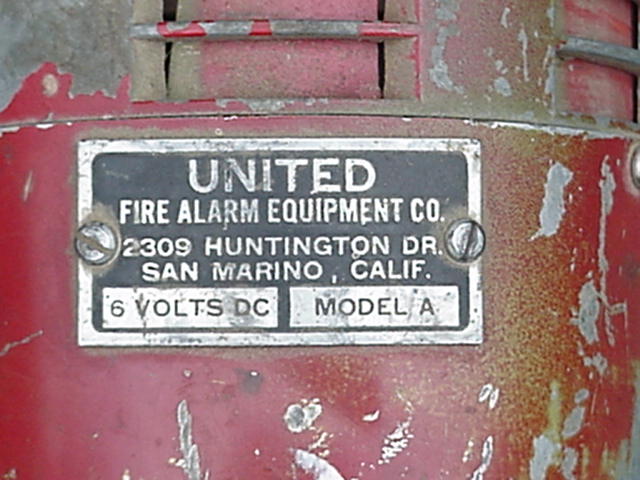 UNITED
FIRE ALARM EQUIPMENT CO.
2309 HUNTINGTON DR.
SAN MARINO, CALIF.
6 VOLTS DC MODEL A